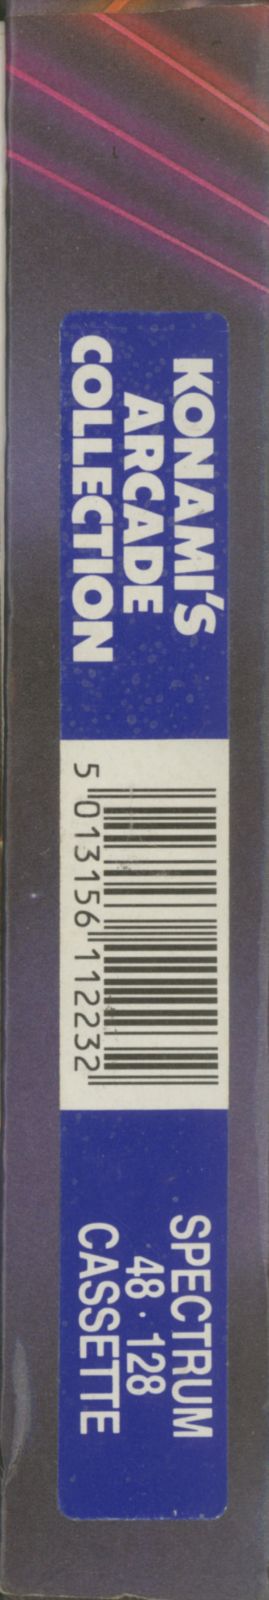 KONAMI'S
ARCADE
COLLECTION
5 013156 112232
SPECTRUM
48 · 128
CASSETTE